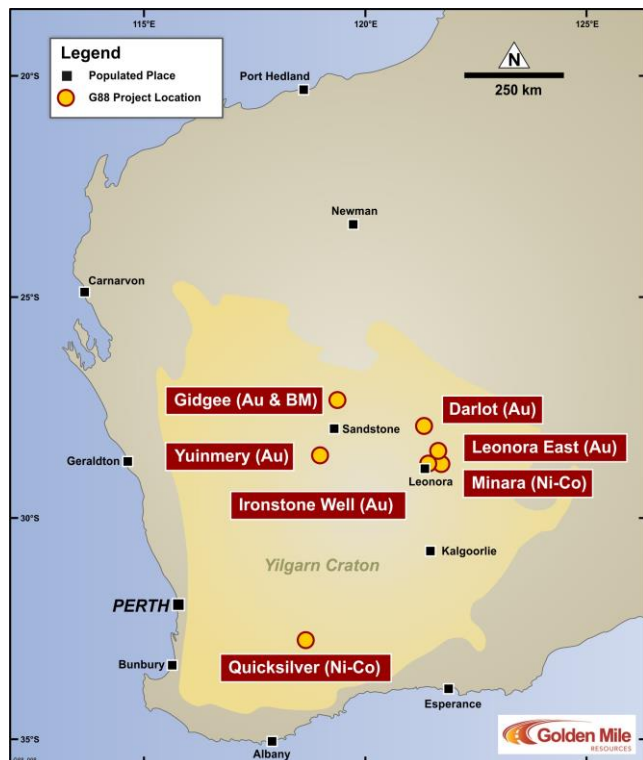 115°E
120°E
Legend
Populated Place
G88 Project Location
20°S
Port Hedland
N
250 km
Newman
25°S
Carnarvon
Gidgee (Au & BM)
Darlot (Au)
Sandstone
Leonora East (Au)
Yuinmery (Au)
Geraldton
Leonora
Minara (Ni-Co)
Ironstone Well (Au)
30°S
Kalgoorlie
Yilgarn Craton
PERTH
Quicksilver (Ni-Co)
Bunbury
Esperance
35°S
Albany
Golden Mile
RESOURCES